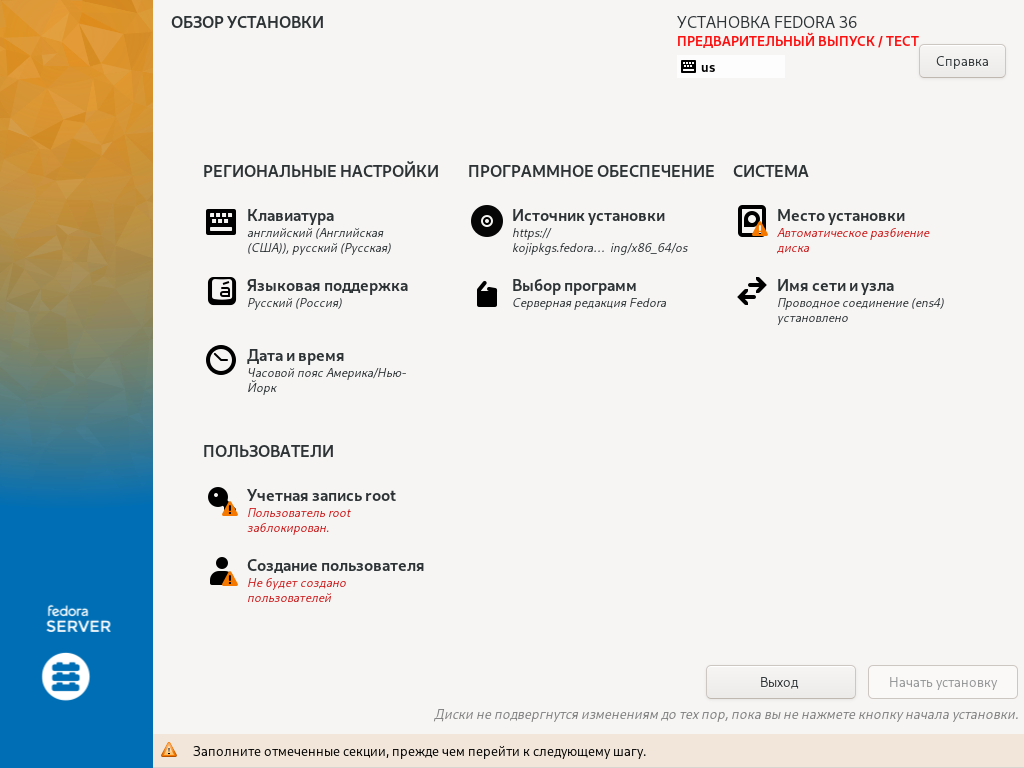 ОБЗОР УСТАНОВКИ
УСТАНОВКА FEDORA 36
ПРЕДВАРИТЕЛЬНЫЙ ВЫПУСК / ТЕСТ
us
Справка
РЕГИОНАЛЬНЫЕ НАСТРОЙКИ
Клавиатура
английский (Английская
(США)), русский (Русская)
Языковая поддержка
Русский (Россия)
Дата и время
Часовой пояс Америка/Нью-
Йорк
ПРОГРАММНОЕ ОБЕСПЕЧЕНИЕ
Источник установки
https://
kojipkgs.fedora… ing/x86_64/os
Выбор программ
Серверная редакция Fedora
СИСТЕМА
Место установки
Автоматическое разбиение
диска
Имя сети и узла
Проводное соединение (ens4)
установлено
ПОЛЬЗОВАТЕЛИ
Учетная запись root
Пользователь root
заблокирован.
Создание пользователя
Не будет создано
пользователей
fedora
SERVER
Выход
Начать установку
Диски не подвергнутся изменениям до тех пор, пока вы не нажмете кнопку начала установки.
Заполните отмеченные секции, прежде чем перейти к следующему шагу.